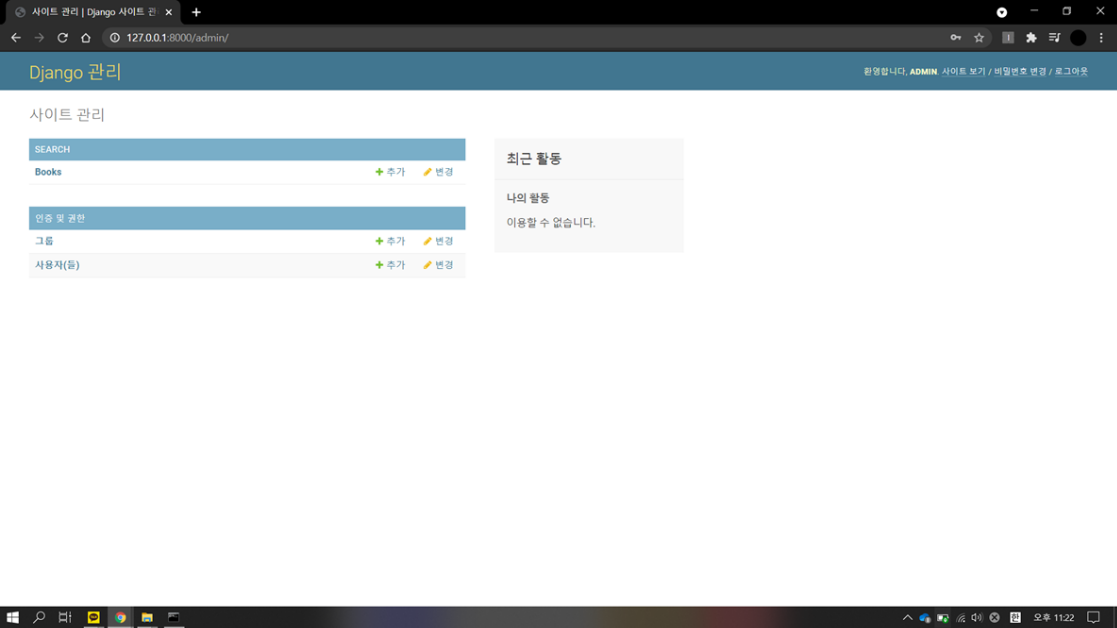 사이트 관리 | Django 사이트 관
127.0.0.1:8000/admin/
Django 관리
환영합니다, ADMIN. 사이트 보기 / 비밀번호 변경 / 로그아웃
사이트 관리
SEARCH
Books
추가
변경
인증 및 권한
그룹
추가
변경
사용자(들)
추가
변경
최근 활동
나의 활동
이용할 수 없습니다.
오후 11:22